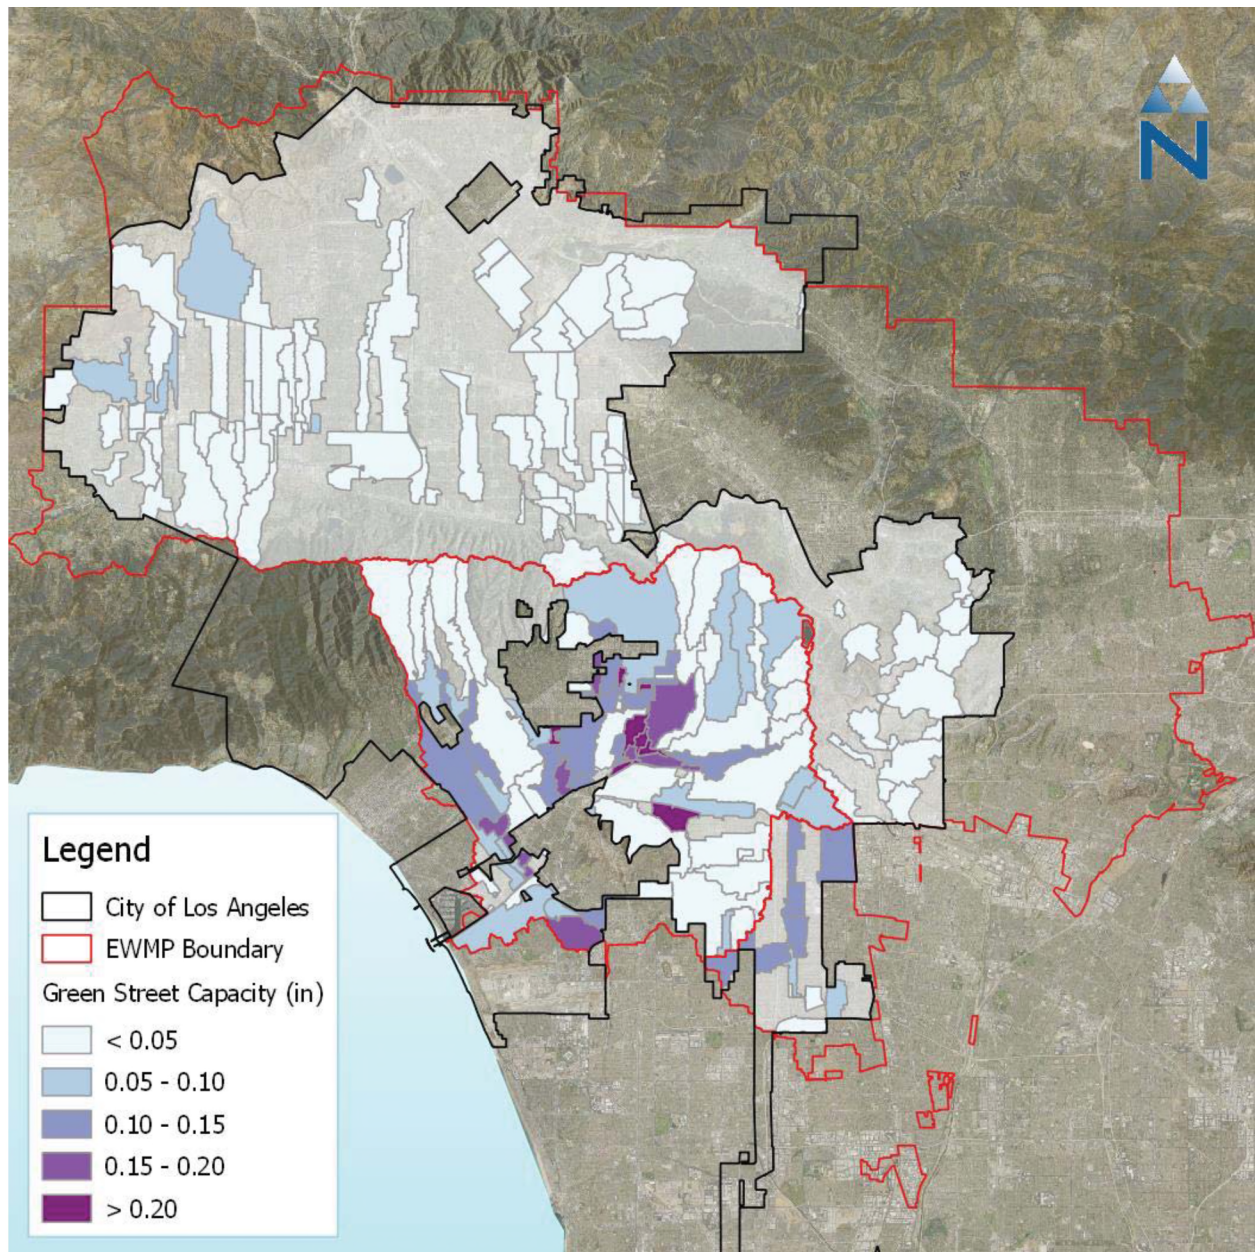 N
Legend
City of Los Angeles
EWMP Boundary
Green Street Capacity (in)
< 0.05
0.05 - 0.10
0.10 - 0.15
0.15 - 0.20
> 0.20